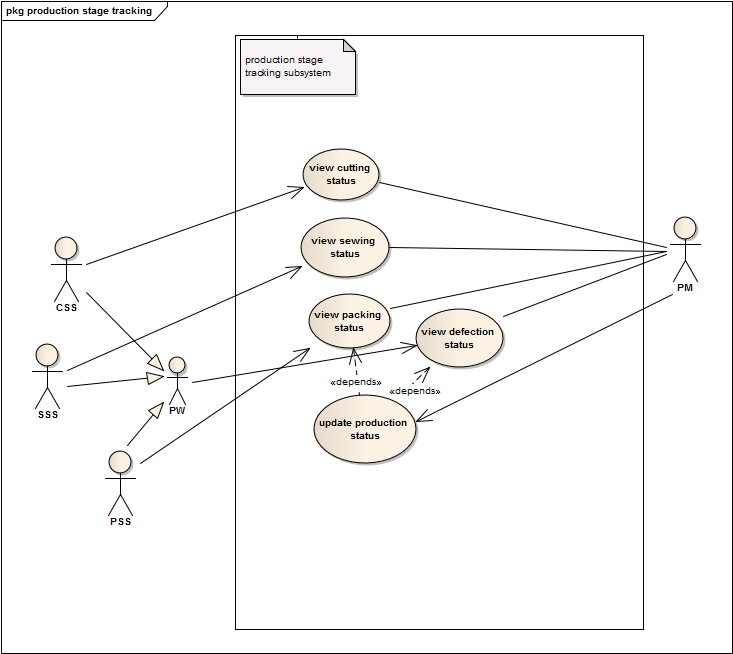 pkg production stage tracking
production stage
tracking subsystem
view cutting
status
view sewing
status
PM
CSS
view packing
status
view defection
status
«depends»
«depends»
SSS
PW
update production
status
PSS